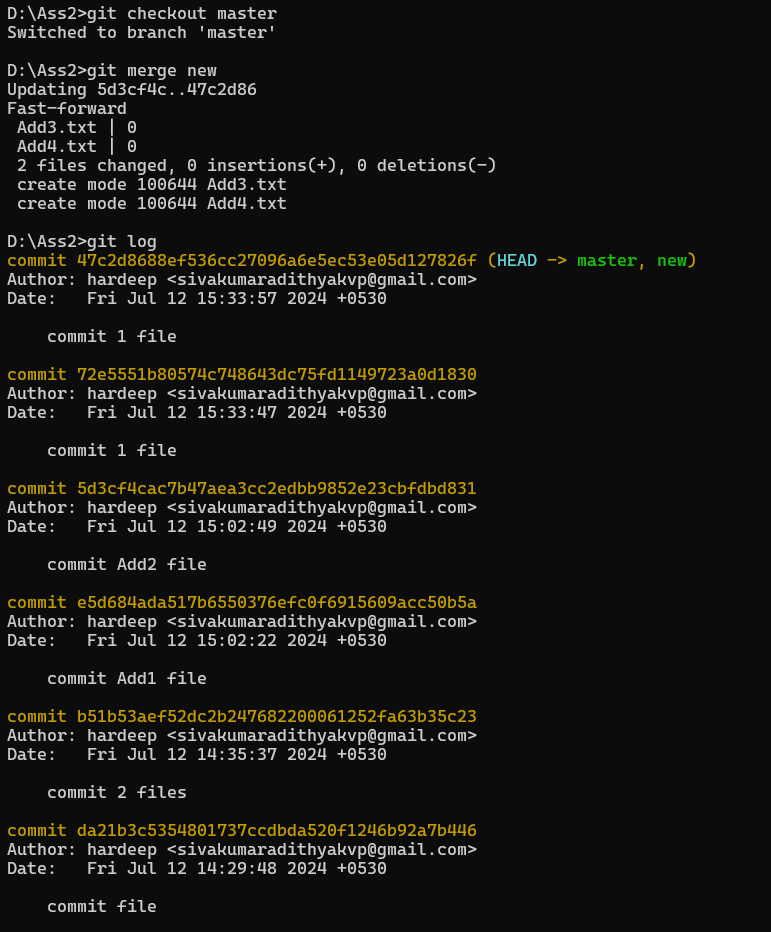 D:\Ass2>git checkout master
Switched to branch 'master'
D:\Ass2>git merge new
Updating 5d3cf4c..47c2d86
Fast-forward
 Add3.txt | 0
 Add4.txt | 0
 2 files changed, 0 insertions(+), 0 deletions(-)
 create mode 100644 Add3.txt
 create mode 100644 Add4.txt
D:\Ass2>git log
commit 47c2d8688ef536cc27096a6e5ec53e05d127826f (HEAD -> master, new)
Author: hardeep <sivakumaradithyakvp@gmail.com>
Date:   Fri Jul 12 15:33:57 2024 +0530
    commit 1 file
commit 72e5551b80574c748643dc75fd1149723a0d1830
Author: hardeep <sivakumaradithyakvp@gmail.com>
Date:   Fri Jul 12 15:33:47 2024 +0530
    commit 1 file
commit 5d3cf4cac7b47aea3cc2edbb9852e23cbfdbd831
Author: hardeep <sivakumaradithyakvp@gmail.com>
Date:   Fri Jul 12 15:02:49 2024 +0530
    commit Add2 file
commit e5d684ada517b6550376efc0f6915609acc50b5a
Author: hardeep <sivakumaradithyakvp@gmail.com>
Date:   Fri Jul 12 15:02:22 2024 +0530
    commit Add1 file
commit b51b53aef52dc2b247682200061252fa63b35c23
Author: hardeep <sivakumaradithyakvp@gmail.com>
Date:   Fri Jul 12 14:35:37 2024 +0530
    commit 2 files
commit da21b3c5354801737ccdbda520f1246b92a7b446
Author: hardeep <sivakumaradithyakvp@gmail.com>
Date:   Fri Jul 12 14:29:48 2024 +0530
    commit file